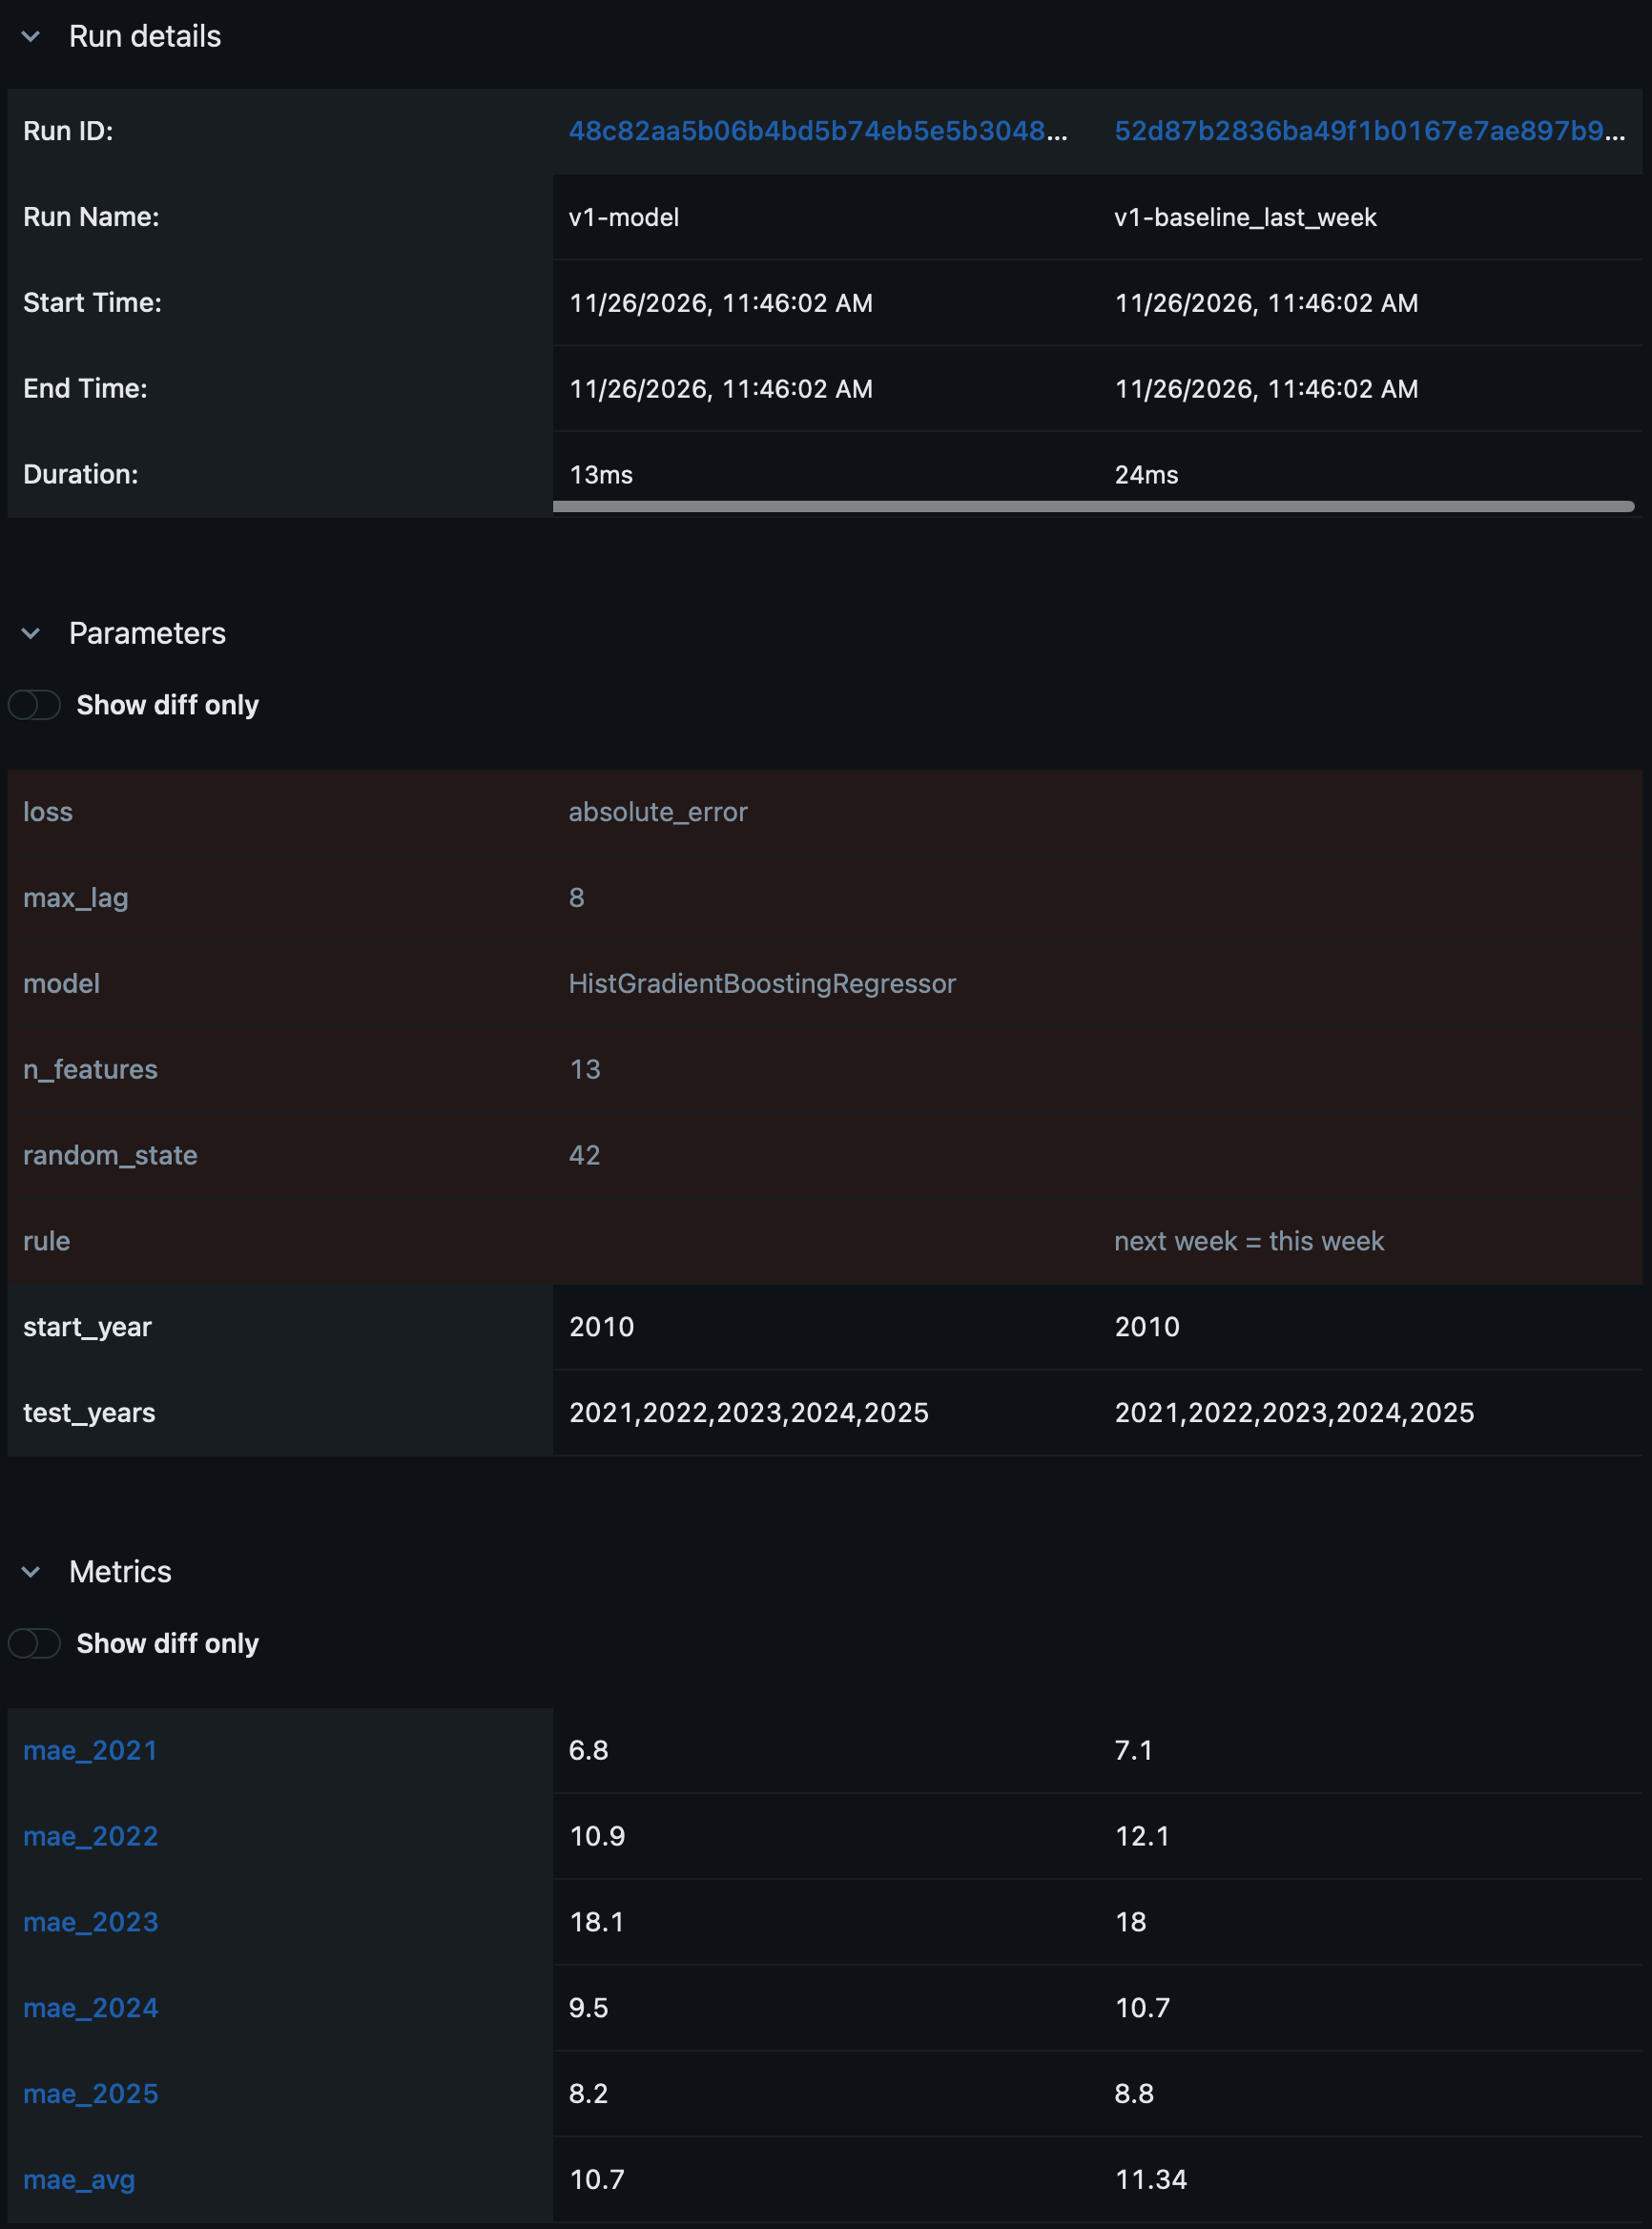 Run details
Run ID: 48c82aa5b06b4bd5b74eb5e5b3048... 52d87b2836ba49f1b0167e7ae897b9...
Run Name: v1-model v1-baseline_last_week
Start Time: 11/26/2026, 11:46:02 AM 11/26/2026, 11:46:02 AM
End Time: 11/26/2026, 11:46:02 AM 11/26/2026, 11:46:02 AM
Duration: 13ms 24ms
Parameters
Show diff only
loss absolute_error
max_lag 8
model HistGradientBoostingRegressor
n_features 13
random_state 42
rule next week = this week
start_year 2010 2010
test_years 2021,2022,2023,2024,2025 2021,2022,2023,2024,2025
Metrics
Show diff only
mae_2021 6.8 7.1
mae_2022 10.9 12.1
mae_2023 18.1 18
mae_2024 9.5 10.7
mae_2025 8.2 8.8
mae_avg 10.7 11.34